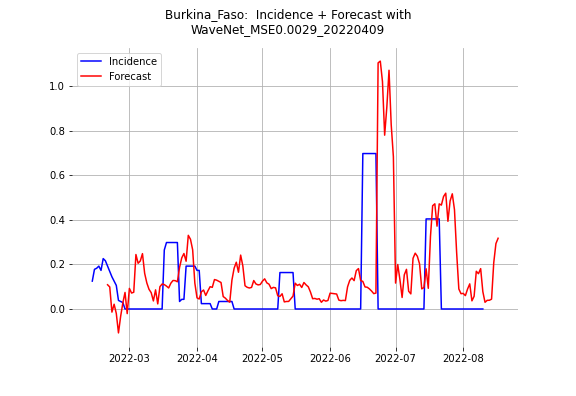 Burkina_Faso:  Incidence + Forecast with
WaveNet_MSE0.0029_20220409
Incidence
Forecast
1.0
0.8
0.6
0.4
0.2
0.0
2022-03 2022-04 2022-05 2022-06 2022-07 2022-08